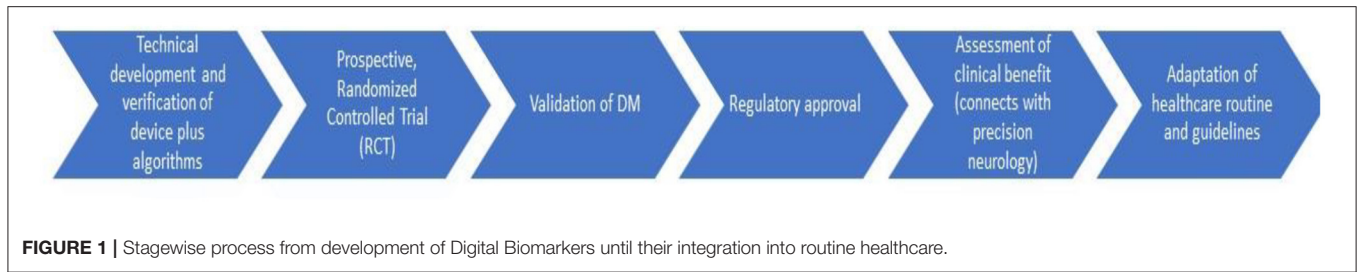 Technical
development and
verification of
device plus
algorithms
Prospective,
Randomized
Controlled Trial
(RCT)
Validation of DM
Regulatory approval
Assessment of
clinical benefit
(connects with
precision
neurology)
Adaptation of
healthcare routine
and guidelines
FIGURE 1 | Stagewise process from development of Digital Biomarkers until their integration into routine healthcare.